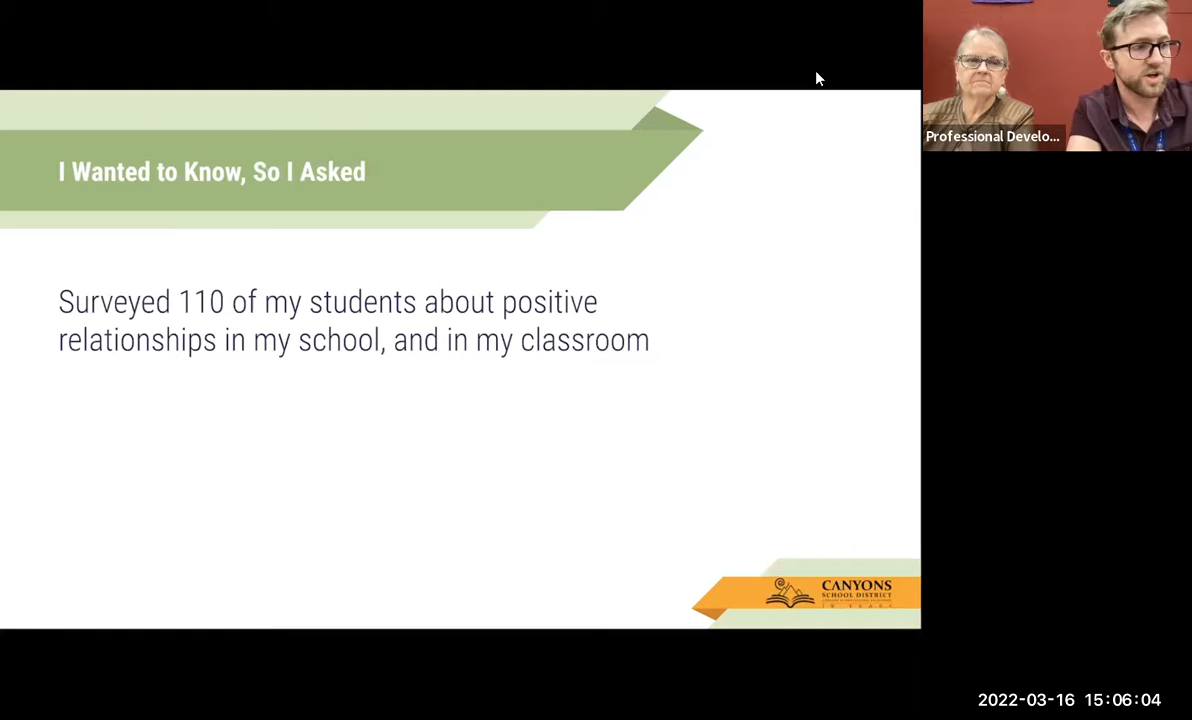 I Wanted to Know, So I Asked
Professional Develo...
Surveyed 110 of my students about positive
relationships in my school, and in my classroom
CANYONS
SCHOOL DISTRICT
2022-03-16 15:06:04